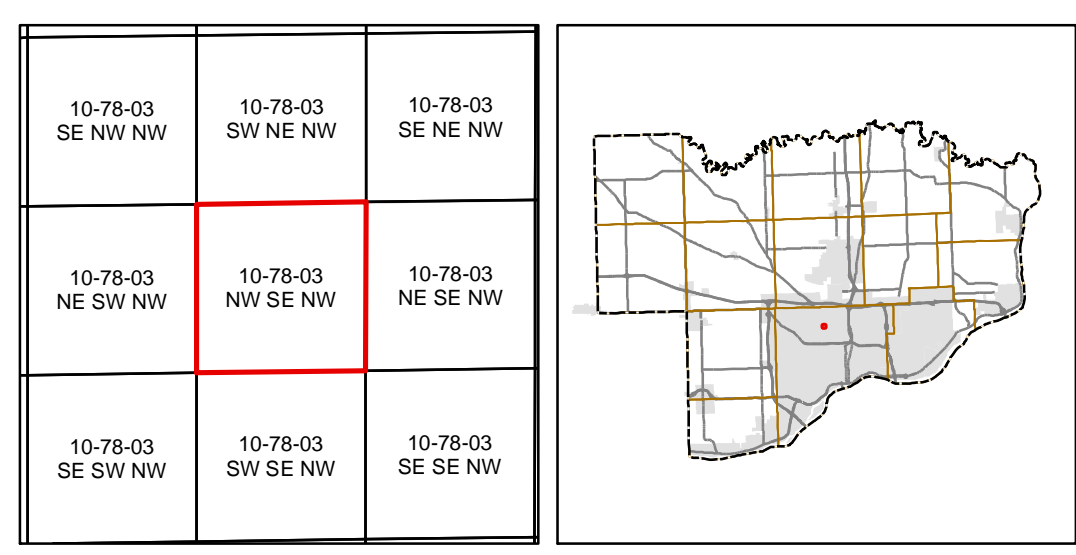 10-78-03
SE NW NW
10-78-03
SW NE NW
10-78-03
SE NE NW
10-78-03
NE SW NW
10-78-03
NW SE NW
10-78-03
NE SE NW
10-78-03
SE SW NW
10-78-03
SW SE NW
10-78-03
SE SE NW